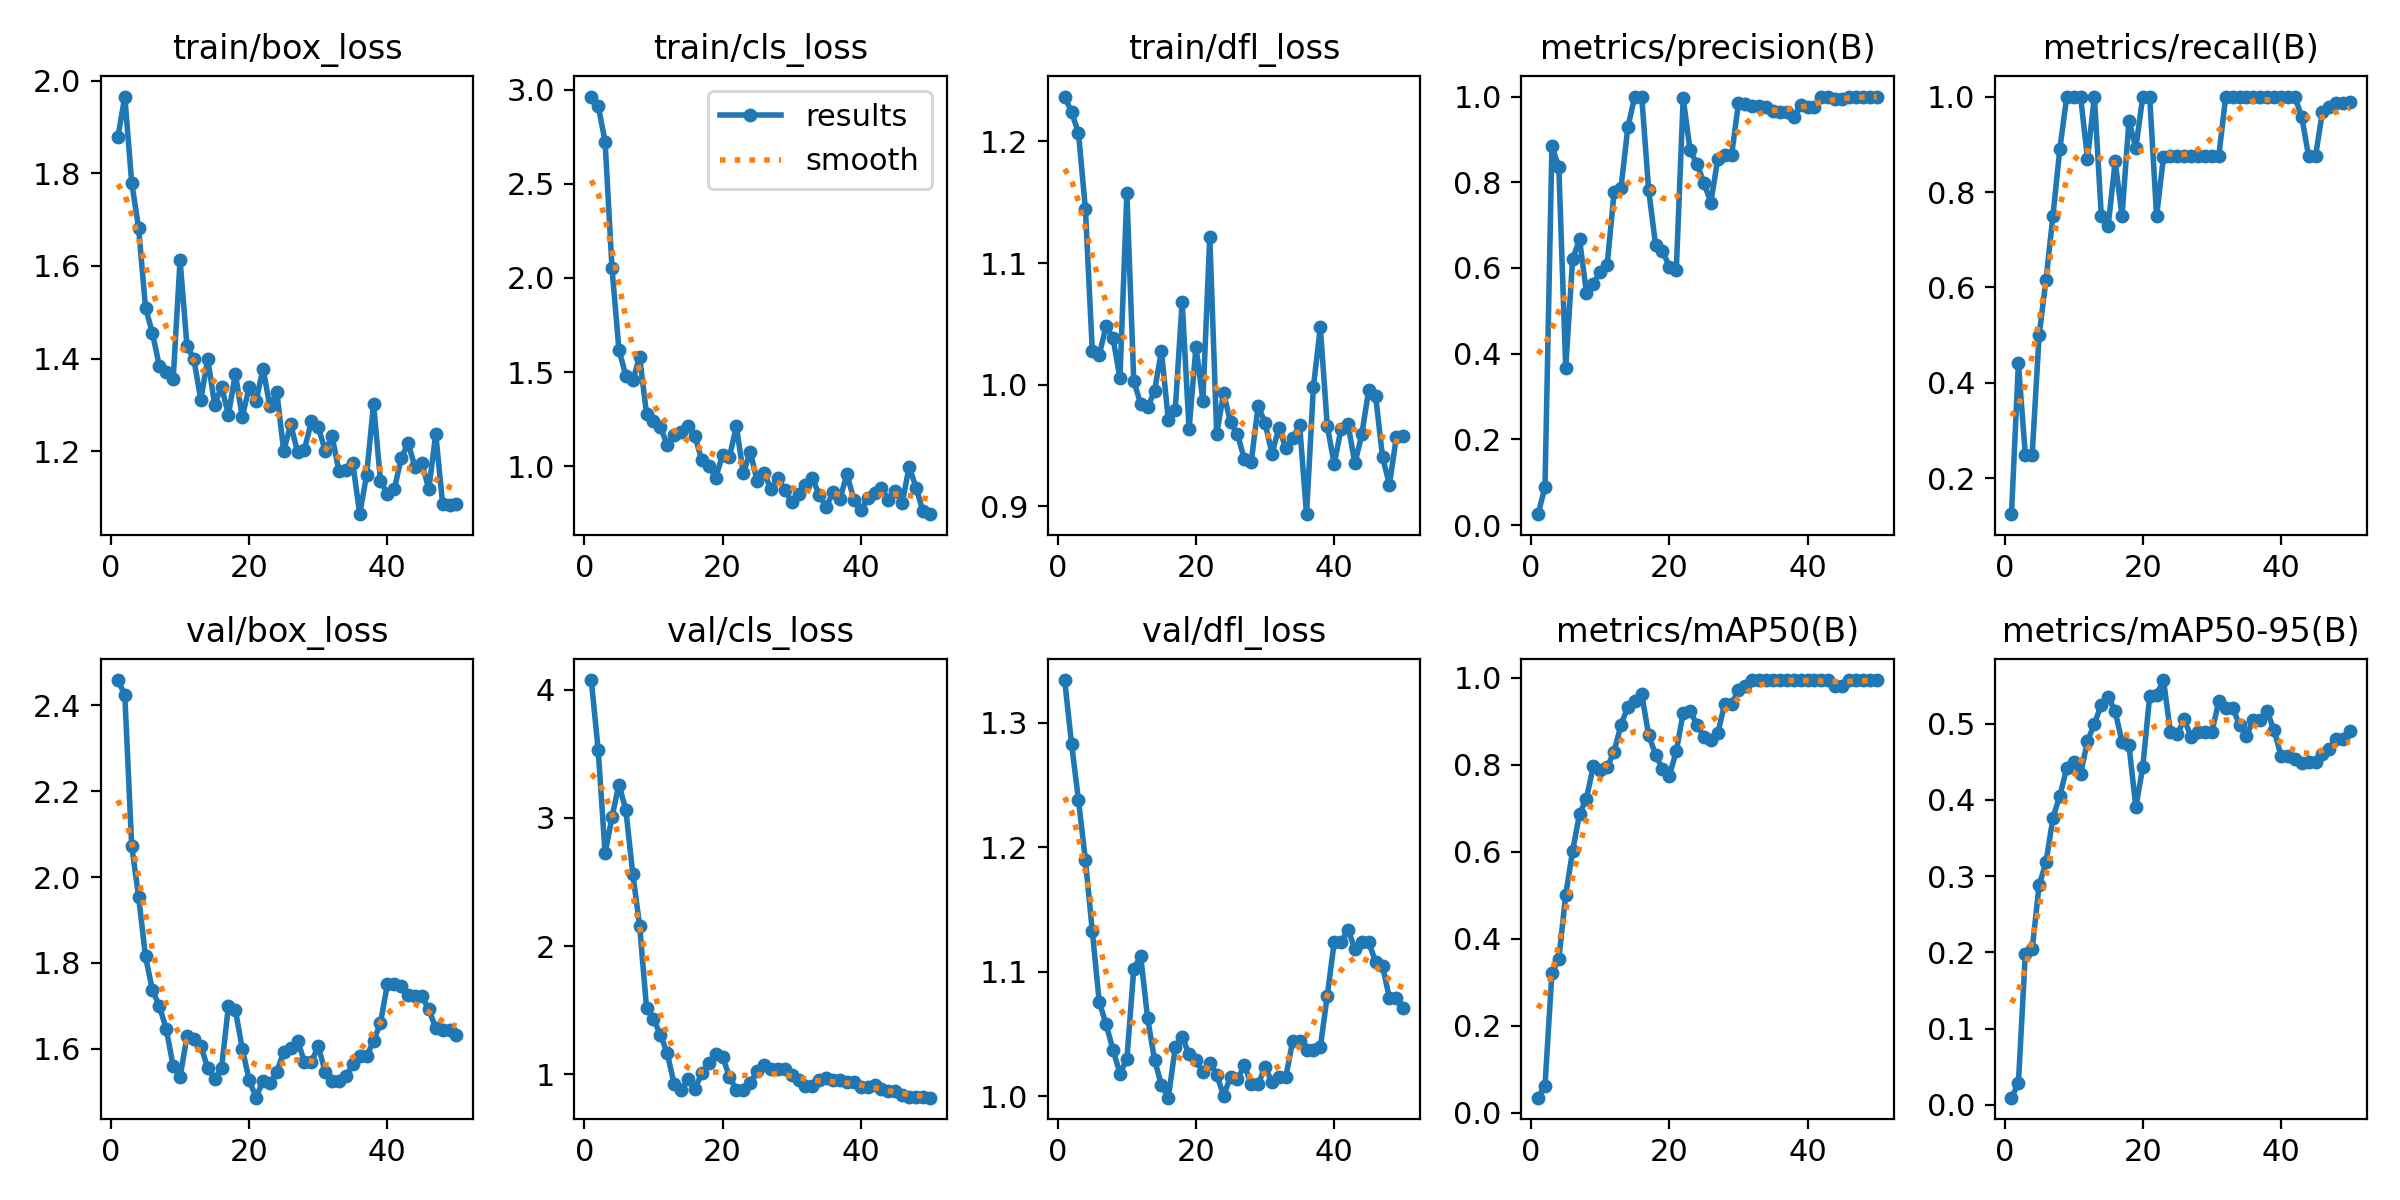 train/box_loss
train/cls_loss
train/dfl_loss
metrics/precision(B)
metrics/recall(B)
2.0
1.8
1.6
1.4
1.2
0 20 40
3.0
2.5
2.0
1.5
1.0
0 20 40
results
smooth
1.2
1.1
1.0
0.9
0 20 40
1.0
0.8
0.6
0.4
0.2
0.0
0 20 40
1.0
0.8
0.6
0.4
0.2
0 20 40
val/box_loss
val/cls_loss
val/dfl_loss
metrics/mAP50(B)
metrics/mAP50-95(B)
2.4
2.2
2.0
1.8
1.6
0 20 40
4
3
2
1
0 20 40
1.3
1.2
1.1
1.0
0 20 40
1.0
0.8
0.6
0.4
0.2
0.0
0 20 40
0.5
0.4
0.3
0.2
0.1
0.0
0 20 40